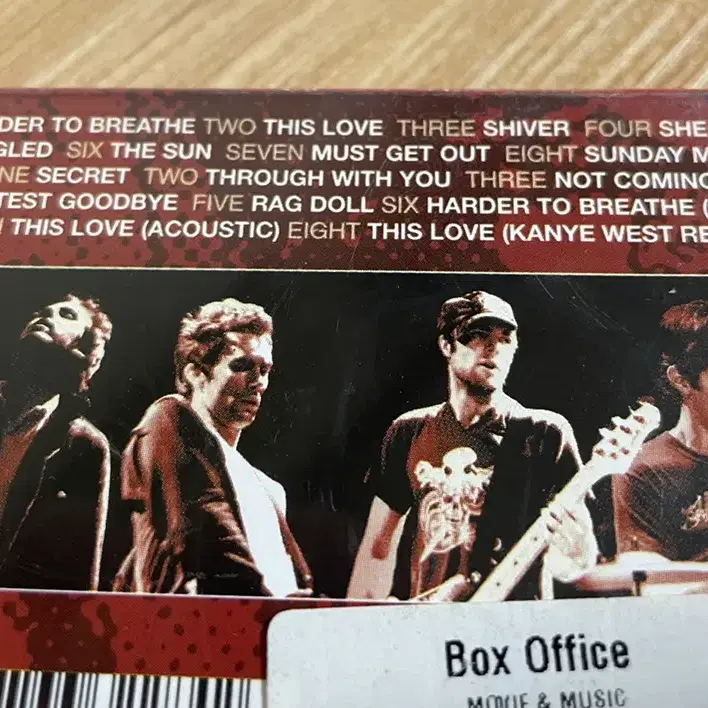 DER TO BREATHE TWO THIS LOVE THREE SHIVER FOUR SHE
GLED SIX THE SUN SEVEN MUST GET OUT EIGHT SUNDAY M
NE SECRET TWO THROUGH WITH YOU THREE NOT COMING
TEST GOODBYE FIVE RAG DOLL SIX HARDER TO BREATHE (
THIS LOVE (ACOUSTIC) EIGHT THIS LOVE (KANYE WEST RE
Box Office
MOVIE & MUSIC